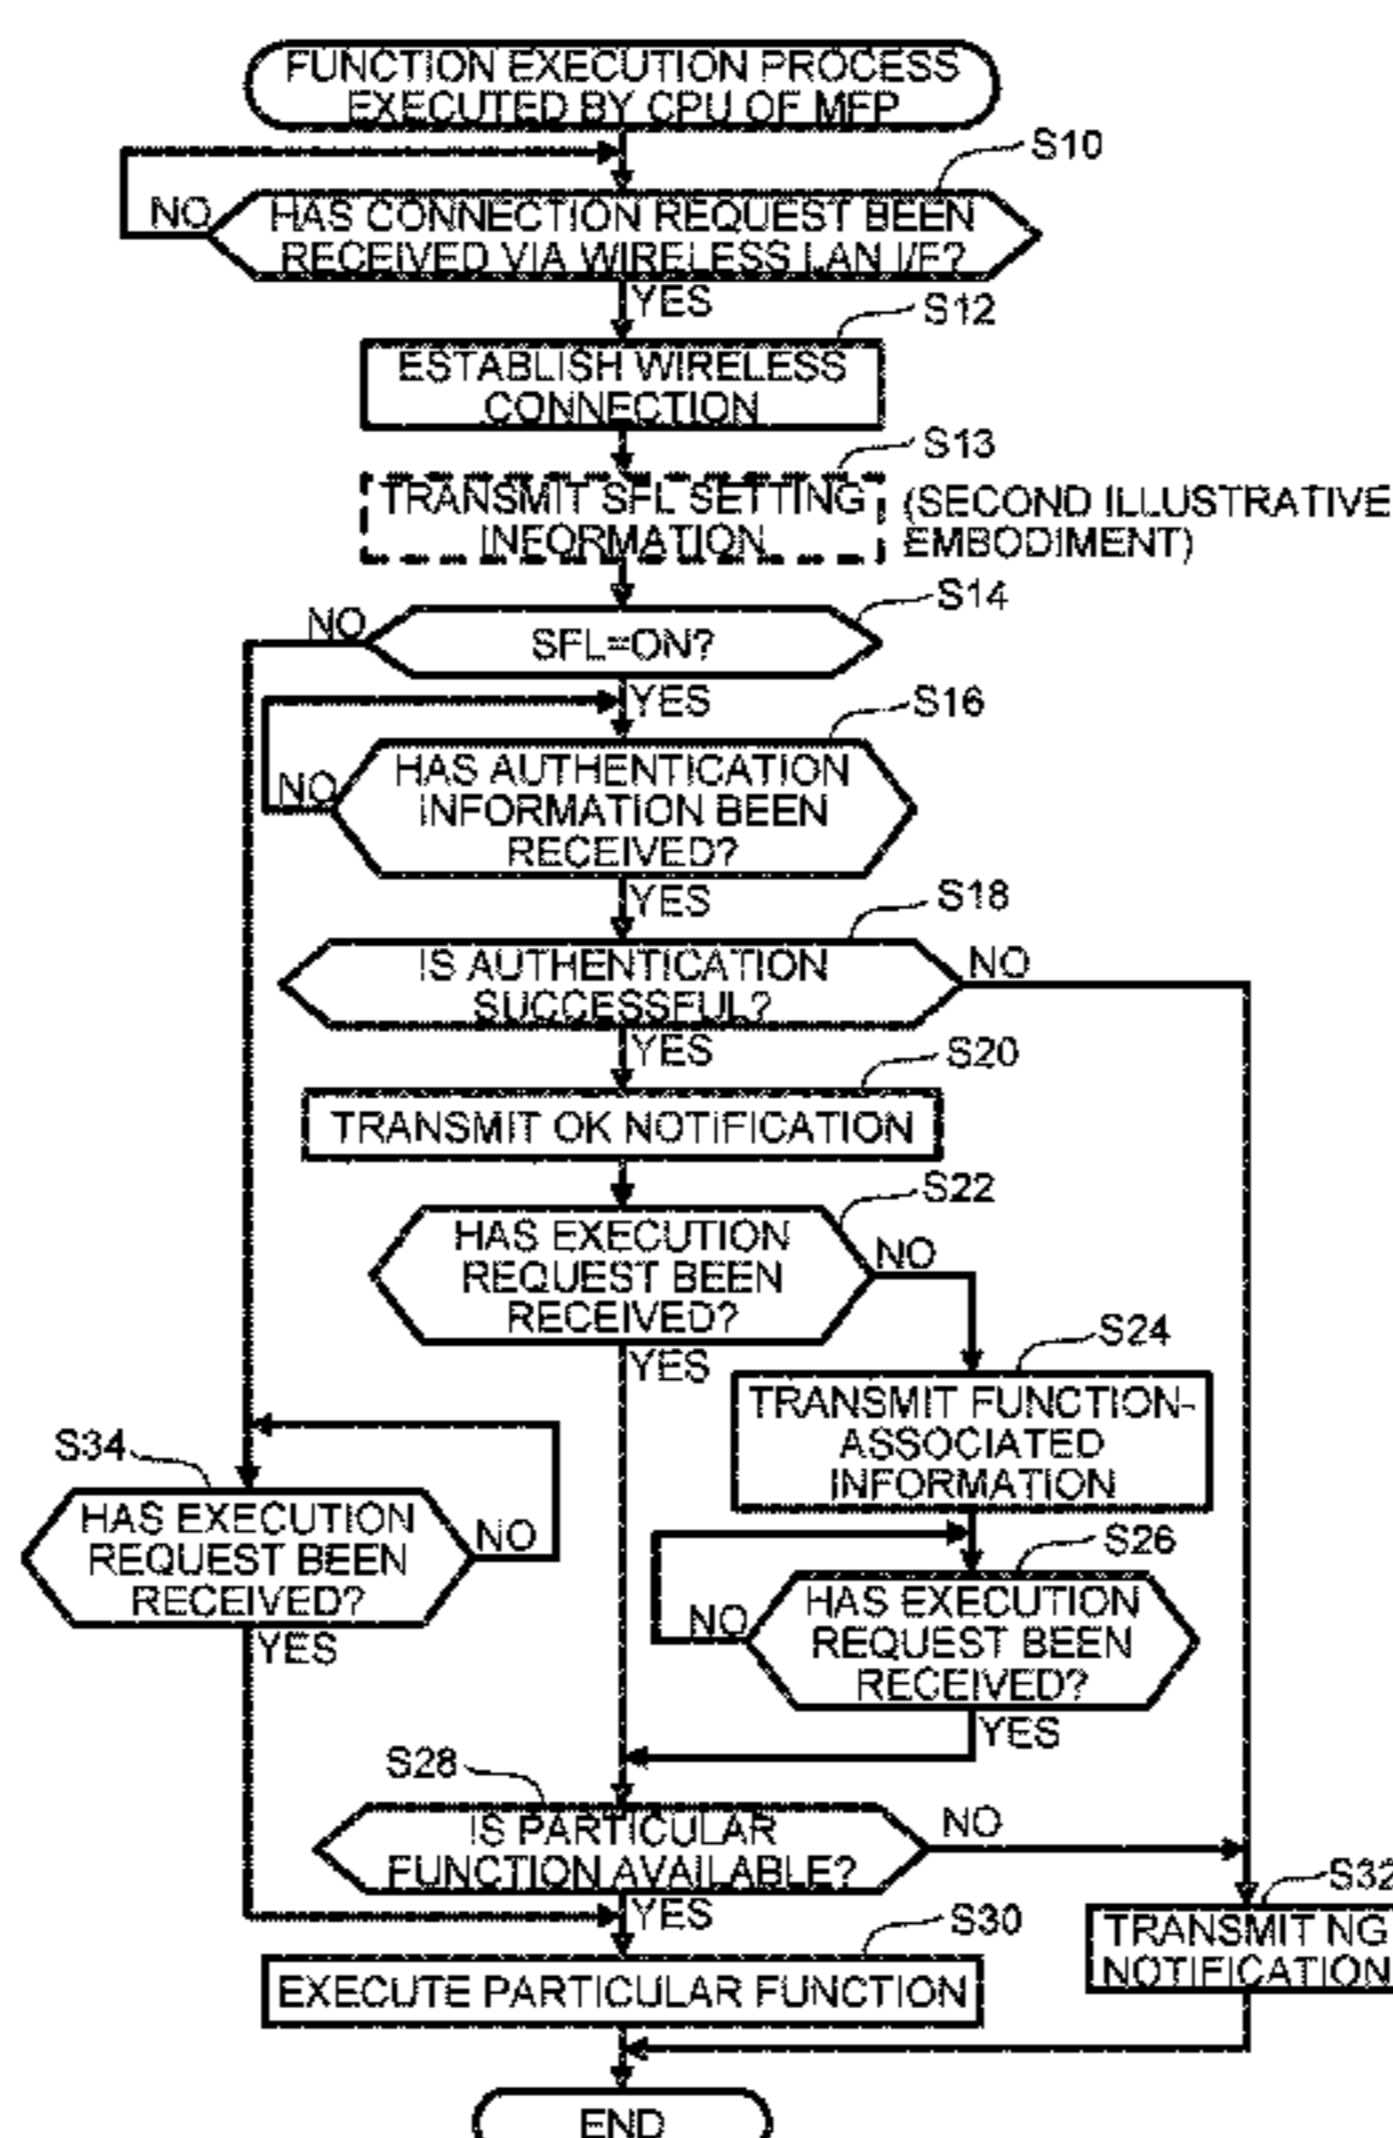 FUNCTION EXECUTION PROCESS
EXECUTED BY CPU OF MFP
S10
NO
HAS CONNECTION REQUEST BEEN
RECEIVED VIA WIRELESS LAN I/F?
YES
S12
ESTABLISH WIRELESS
CONNECTION
S13
TRANSMIT SFL SETTING
INFORMATION
(SECOND ILLUSTRATIVE
EMBODIMENT)
S14
NO
SFL=ON?
YES
S16
NO
HAS AUTHENTICATION
INFORMATION BEEN
RECEIVED?
YES
S18
IS AUTHENTICATION
SUCCESSFUL?
NO
YES
S20
TRANSMIT OK NOTIFICATION
S22
HAS EXECUTION
REQUEST BEEN
RECEIVED?
NO
YES
S24
TRANSMIT FUNCTION-
ASSOCIATED
INFORMATION
S34
HAS EXECUTION
REQUEST BEEN
RECEIVED?
NO
YES
S26
NO
HAS EXECUTION
REQUEST BEEN
RECEIVED?
YES
S28
IS PARTICULAR
FUNCTION AVAILABLE?
NO
YES
S32
TRANSMIT NG
NOTIFICATION
S30
EXECUTE PARTICULAR FUNCTION
END